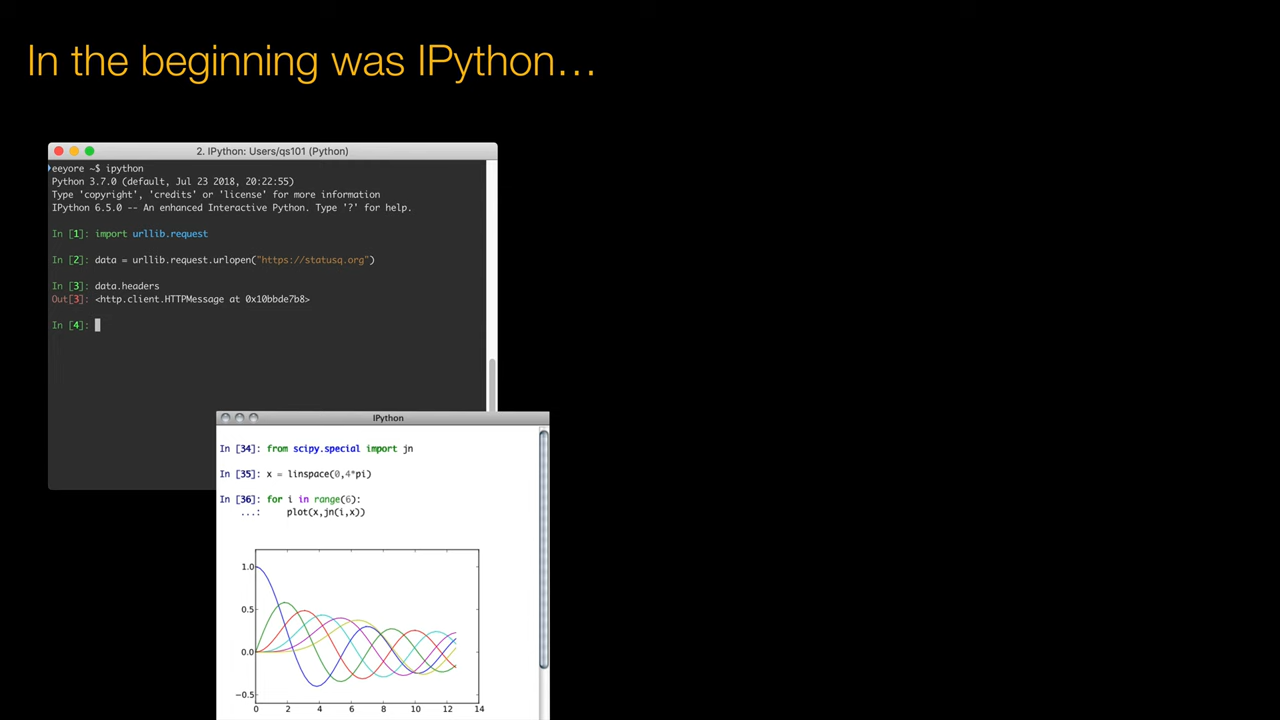 In the beginning was IPython…
2. IPython: Users/qs101 (Python)
eeyore ~$ ipython
Python 3.7.0 (default, Jul 23 2018, 20:22:55)
Type 'copyright', 'credits' or 'license' for more information
IPython 6.5.0 -- An enhanced Interactive Python. Type '?' for help.
In [1]: import urllib.request
In [2]: data = urllib.request.urlopen("https://statusq.org")
In [3]: data.headers
Out[3]: <http.client.HTTPMessage at 0x10bbde7b8>
In [4]:
IPython
In [34]: from scipy.special import jn
In [35]: x = linspace(0,4*pi)
In [36]: for i in range(6):
...: plot(x,jn(i,x))
1.0
0.5
0.0
−0.5
0 2 4 6 8 10 12 14